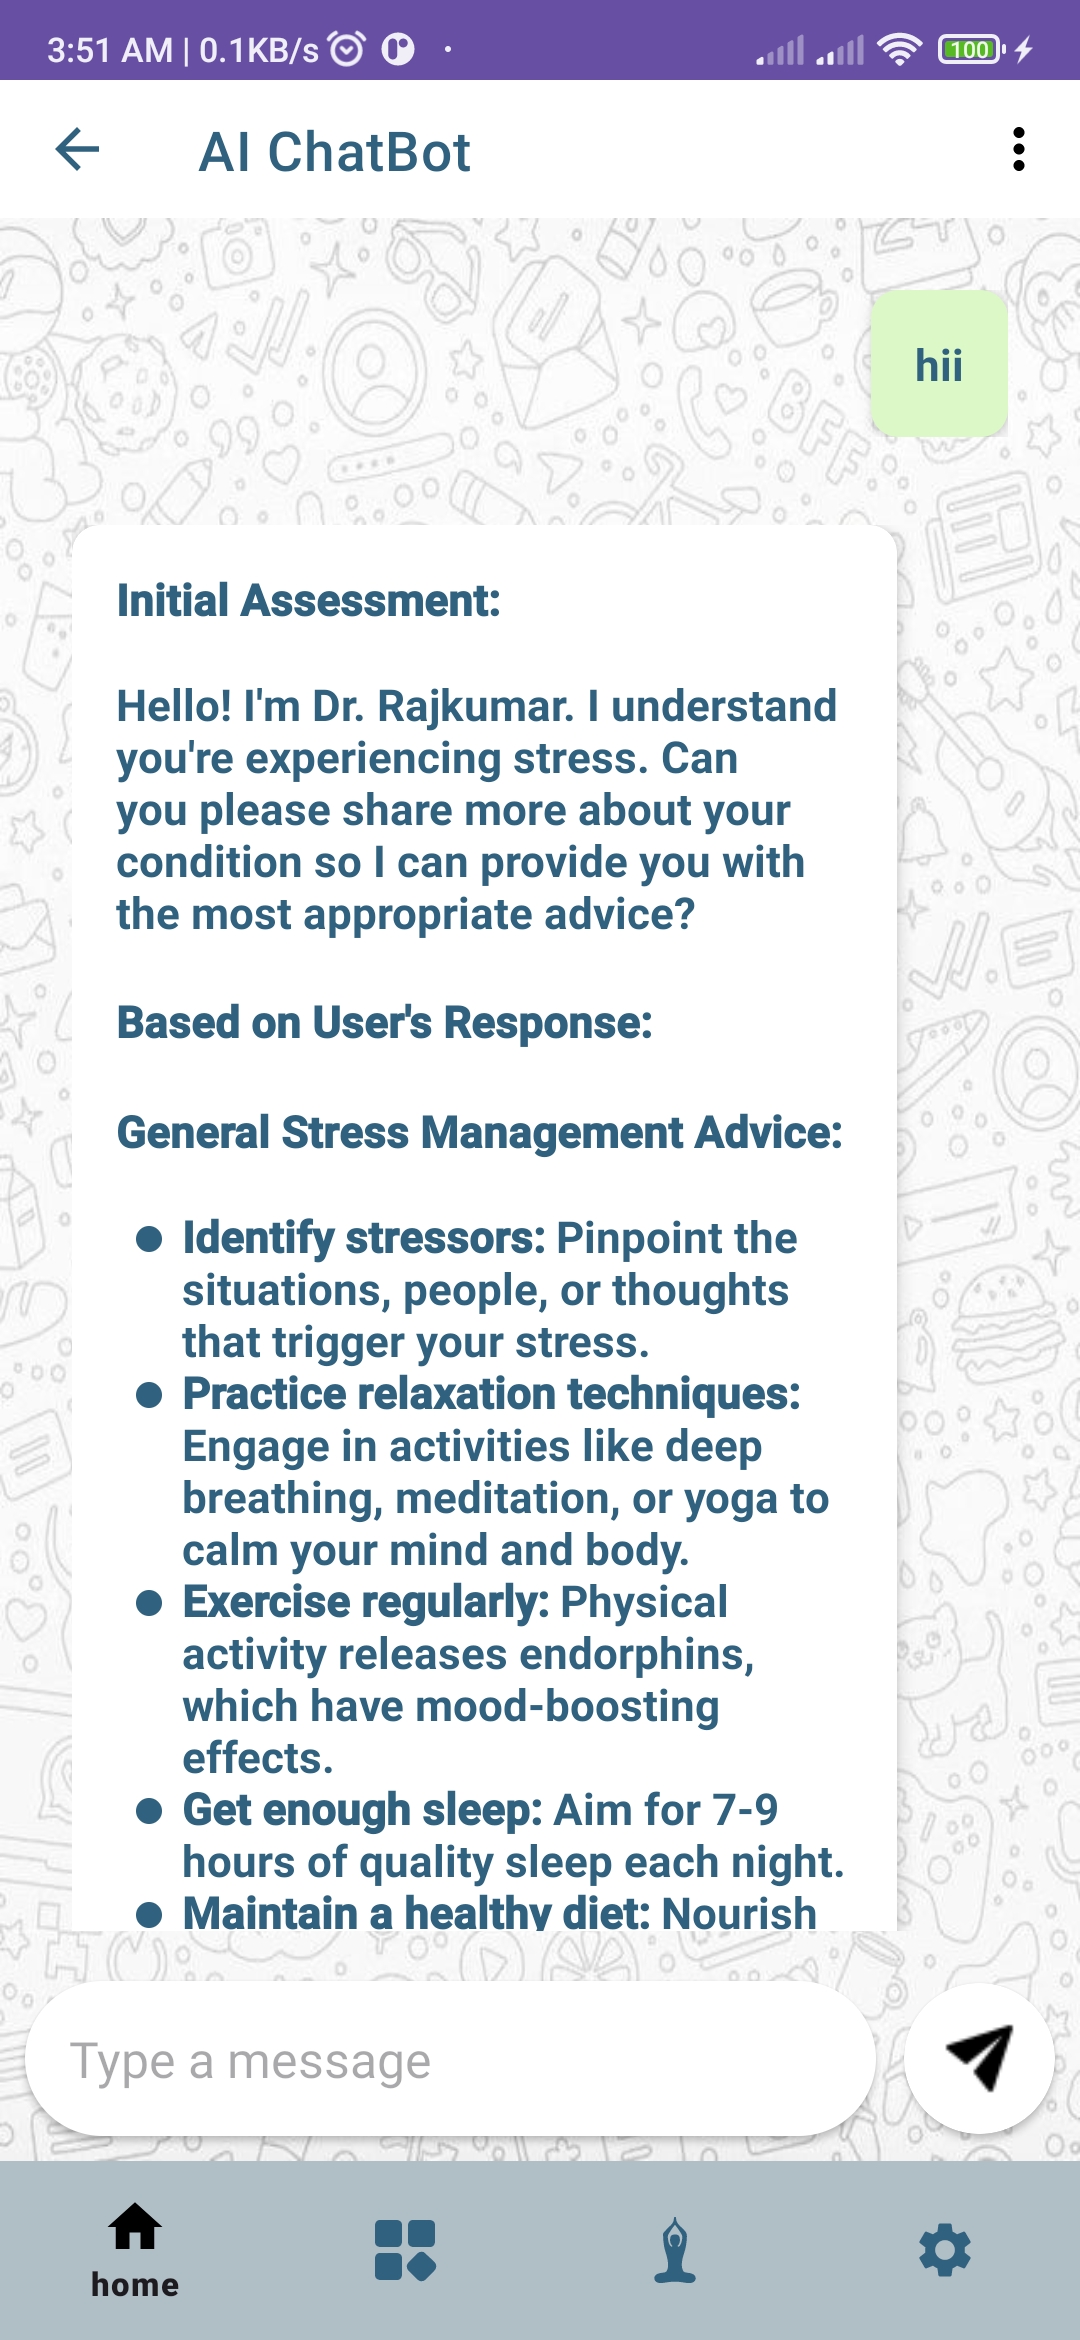 3:51 AM | 0.1KB/s
100
AI ChatBot
hii
Initial Assessment:
Hello! I'm Dr. Rajkumar. I understand
you're experiencing stress. Can
you please share more about your
condition so I can provide you with
the most appropriate advice?
Based on User's Response:
General Stress Management Advice:
Identify stressors: Pinpoint the
situations, people, or thoughts
that trigger your stress.
Practice relaxation techniques:
Engage in activities like deep
breathing, meditation, or yoga to
calm your mind and body.
Exercise regularly: Physical
activity releases endorphins,
which have mood-boosting
effects.
Get enough sleep: Aim for 7-9
hours of quality sleep each night.
Maintain a healthy diet: Nourish
Type a message
home
BFF
24